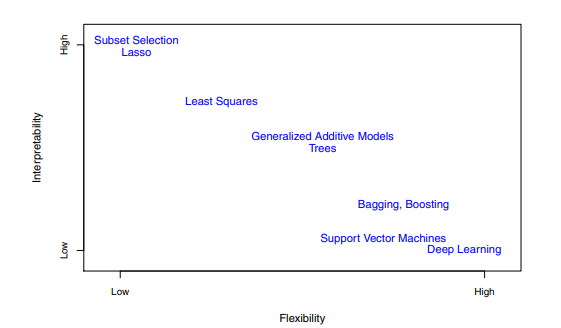 High
Subset Selection
Lasso
Least Squares
Interpretability
Generalized Additive Models
Trees
Bagging, Boosting
Support Vector Machines
Low
Deep Learning
Low
High
Flexibility